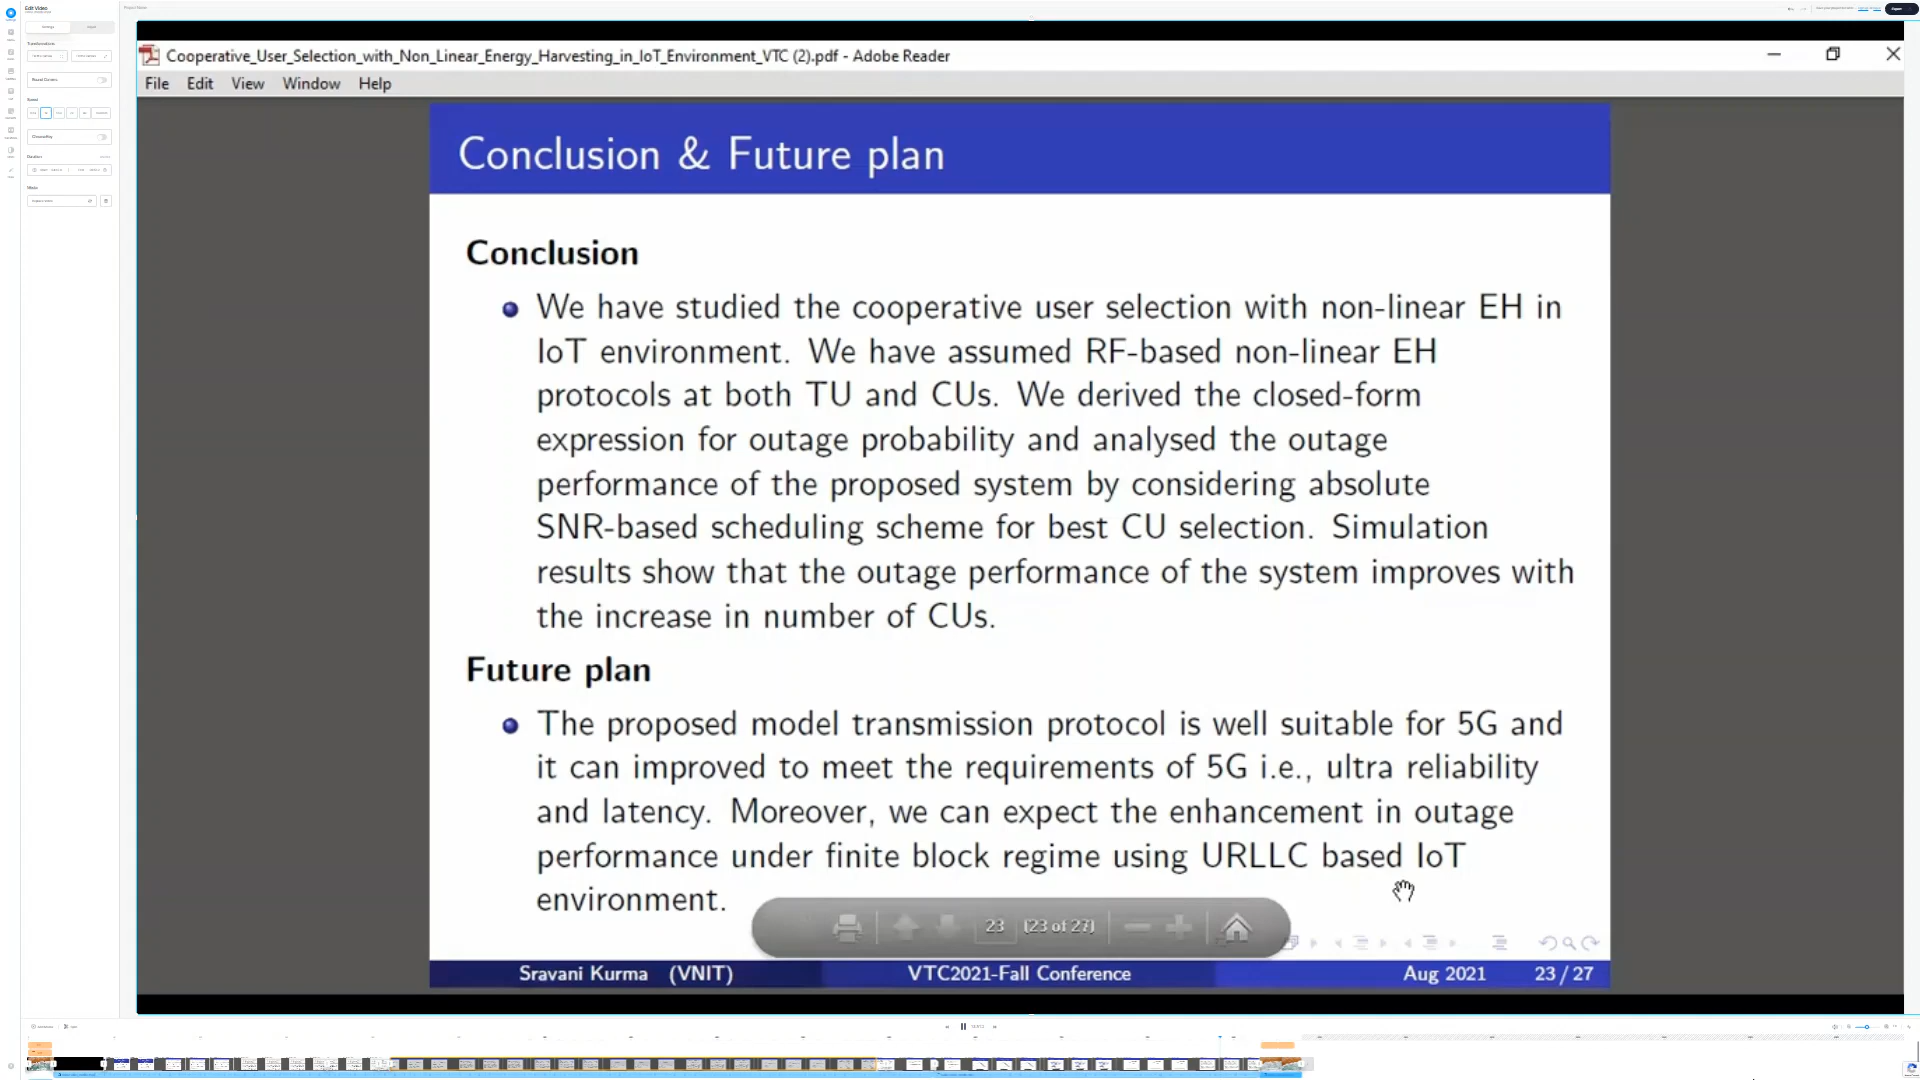 Edit Video
Cooperative_User_Selection_with_Non_Linear_Energy_Harvesting_in_IoT_Environment_VTC (2).pdf - Adobe Reader
File Edit View Window Help
Conclusion & Future plan
Conclusion
We have studied the cooperative user selection with non-linear EH in
IoT environment. We have assumed RF-based non-linear EH
protocols at both TU and CUs. We derived the closed-form
expression for outage probability and analysed the outage
performance of the proposed system by considering absolute
SNR-based scheduling scheme for best CU selection. Simulation
results show that the outage performance of the system improves with
the increase in number of CUs.
Future plan
The proposed model transmission protocol is well suitable for 5G and
it can improved to meet the requirements of 5G i.e., ultra reliability
and latency. Moreover, we can expect the enhancement in outage
performance under finite block regime using URLLC based IoT
environment.
23 (23 of 27)
Sravani Kurma (VNIT) VTC2021-Fall Conference Aug 2021 23 / 27